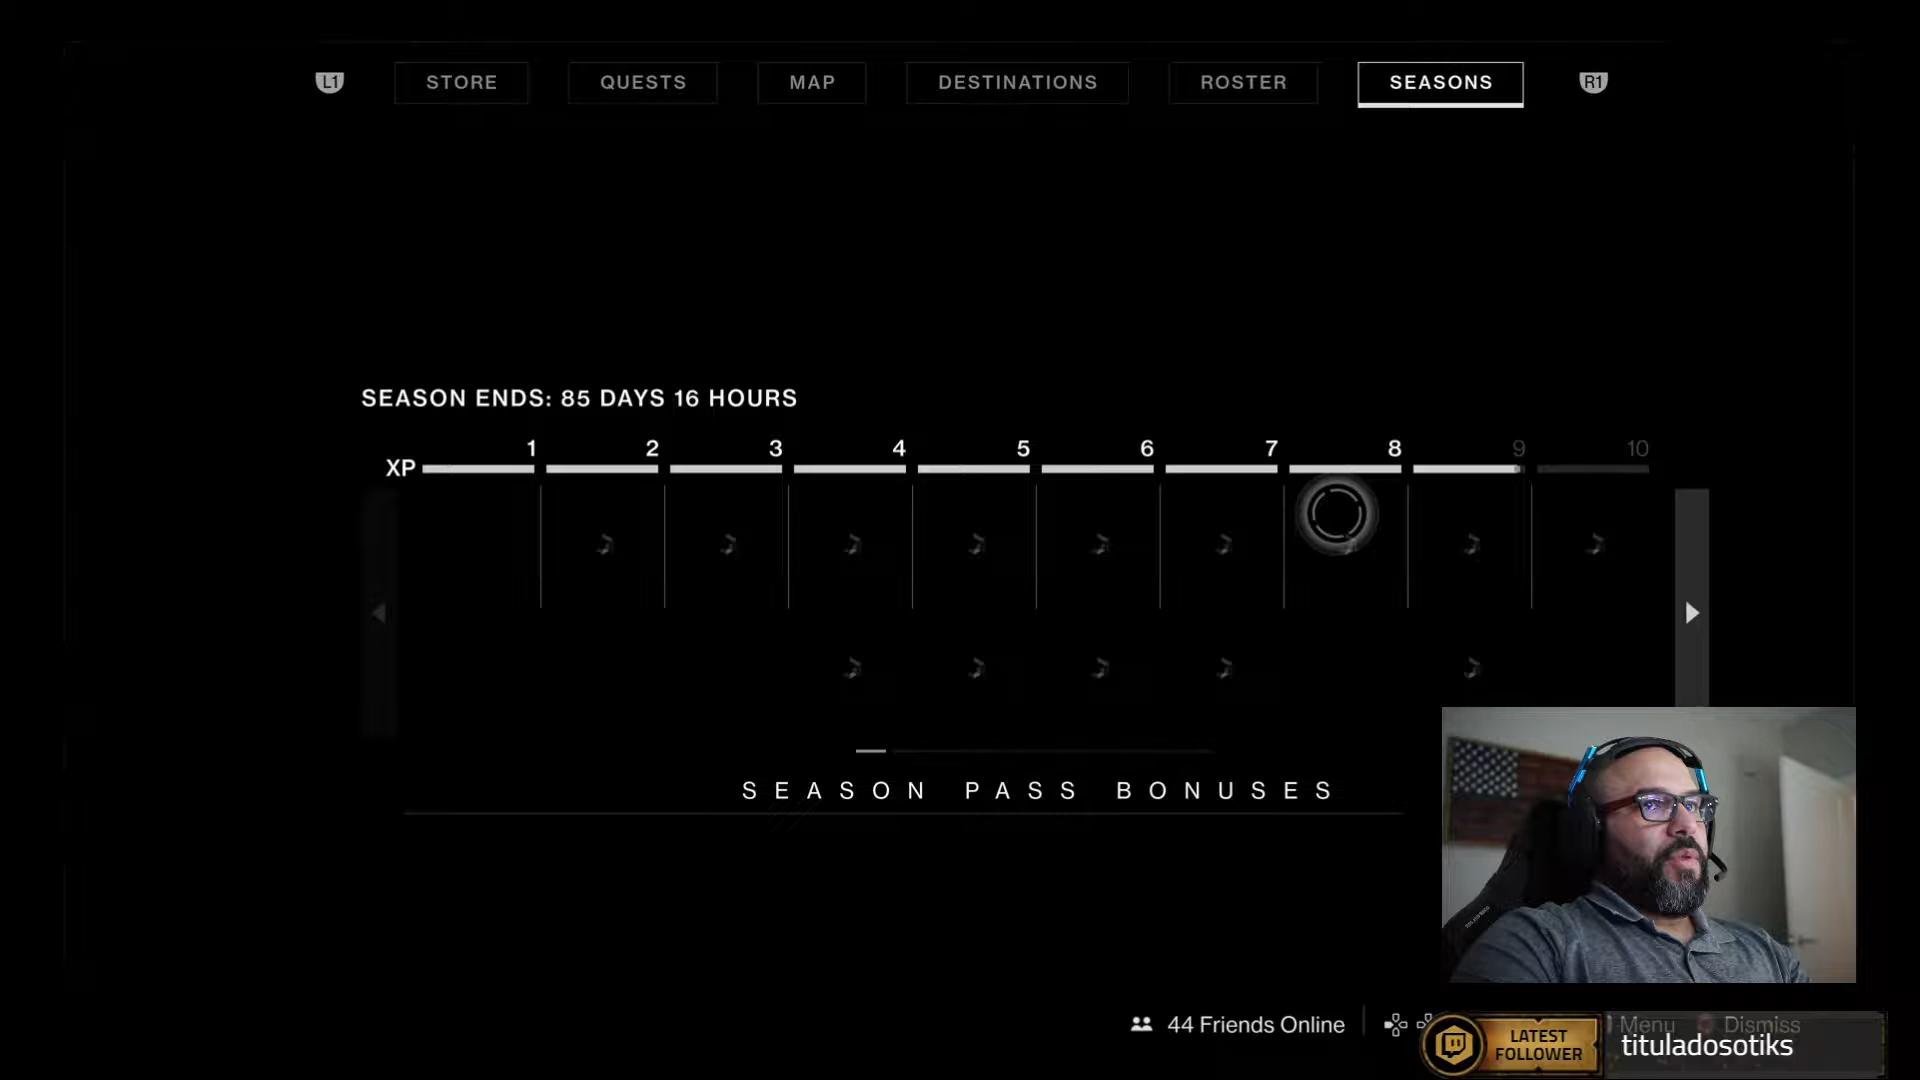 L1 STORE QUESTS MAP DESTINATIONS ROSTER SEASONS R1
SEASON ENDS: 85 DAYS 16 HOURS
1 2 3 4 5 6 7 8 9 10
XP
SEASON PASS BONUSES
44 Friends Online
Menu Dismiss
LATEST
FOLLOWER
tituladosotiks